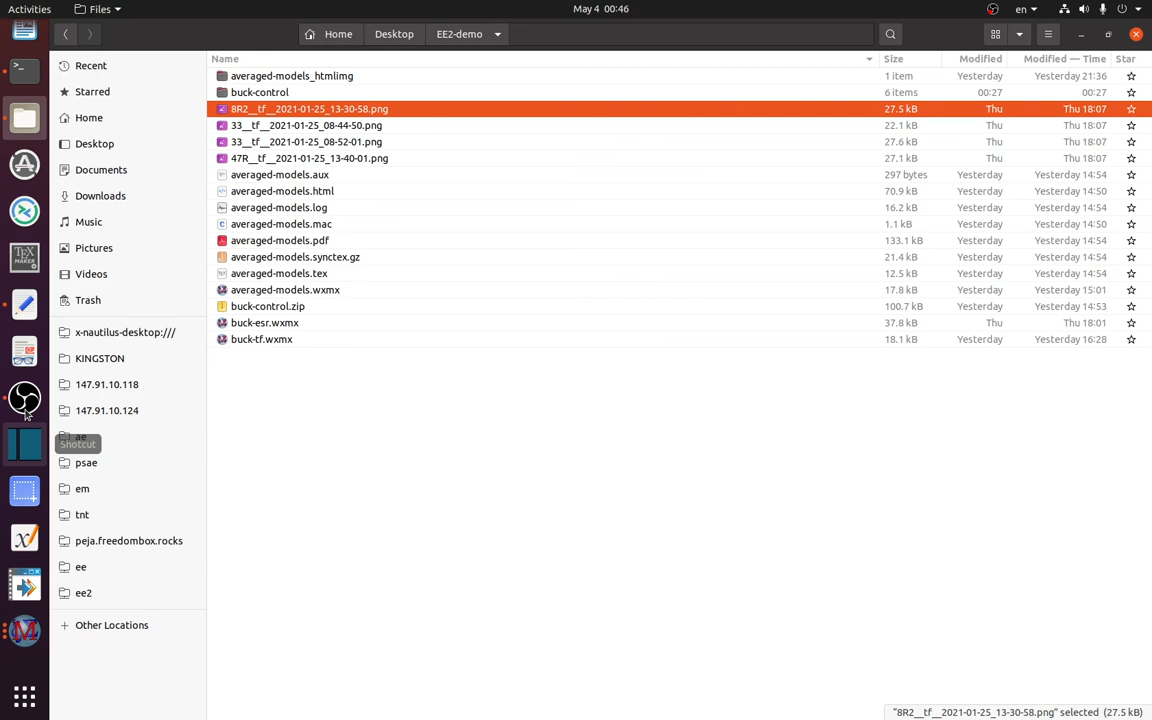 Activities Files May 4 00:46 en
Home Desktop EE2-demo
Name Size Modified Modified — Time Star
averaged-models_htmlimg 1 item Yesterday Yesterday 21:36
buck-control 6 items 00:27 00:27
8R2__tf__2021-01-25_13-30-58.png 27.5 kB Thu Thu 18:07
33__tf__2021-01-25_08-44-50.png 22.1 kB Thu Thu 18:07
33__tf__2021-01-25_08-52-01.png 27.6 kB Thu Thu 18:07
47R__tf__2021-01-25_13-40-01.png 27.1 kB Thu Thu 18:07
averaged-models.aux 297 bytes Yesterday Yesterday 14:54
averaged-models.html 70.9 kB Yesterday Yesterday 14:50
averaged-models.log 16.2 kB Yesterday Yesterday 14:54
averaged-models.mac 1.1 kB Yesterday Yesterday 14:50
averaged-models.pdf 133.1 kB Yesterday Yesterday 14:54
averaged-models.synctex.gz 21.4 kB Yesterday Yesterday 14:54
averaged-models.tex 12.5 kB Yesterday Yesterday 14:54
averaged-models.wxmx 17.8 kB Yesterday Yesterday 15:01
buck-control.zip 100.7 kB Yesterday Yesterday 14:53
buck-esr.wxmx 37.8 kB Thu Thu 18:01
buck-tf.wxmx 18.1 kB Yesterday Yesterday 16:28
Recent
Starred
Home
Desktop
Documents
Downloads
Music
Pictures
Videos
Trash
x-nautilus-desktop:///
KINGSTON
147.91.10.118
147.91.10.124
ae
Shotcut
psae
em
tnt
peja.freedombox.rocks
ee
ee2
Other Locations
TEX
MAKER
"8R2__tf__2021-01-25_13-30-58.png" selected (27.5 kB)